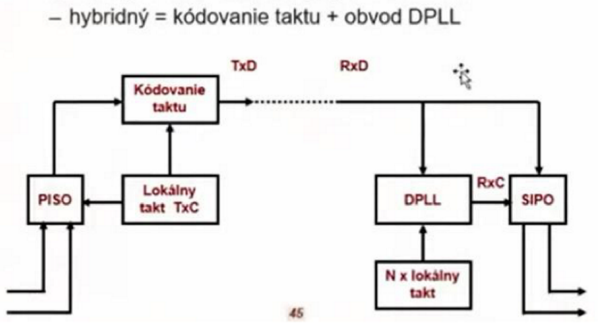 – hybridný = kódovanie taktu + obvod DPLL
TxD
RxD
Kódovanie
taktu
PISO
Lokálny
takt TxC
DPLL
RxC
SIPO
N x lokálny
takt
45